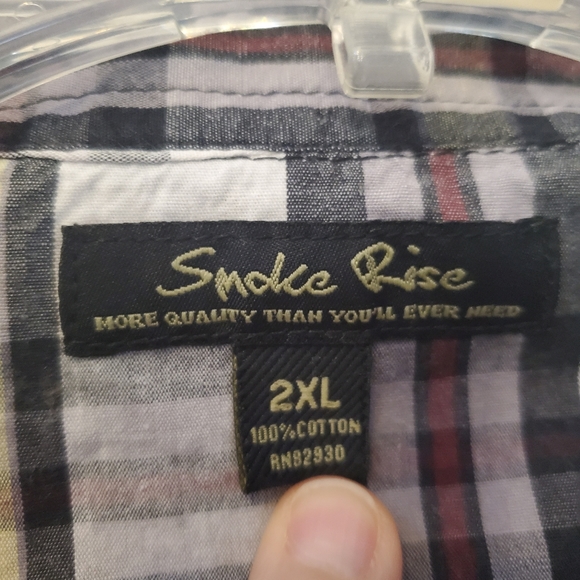 Smoke Rise
MORE QUALITY THAN YOU'LL EVER NEED
2XL
100%COTTON
RN82930